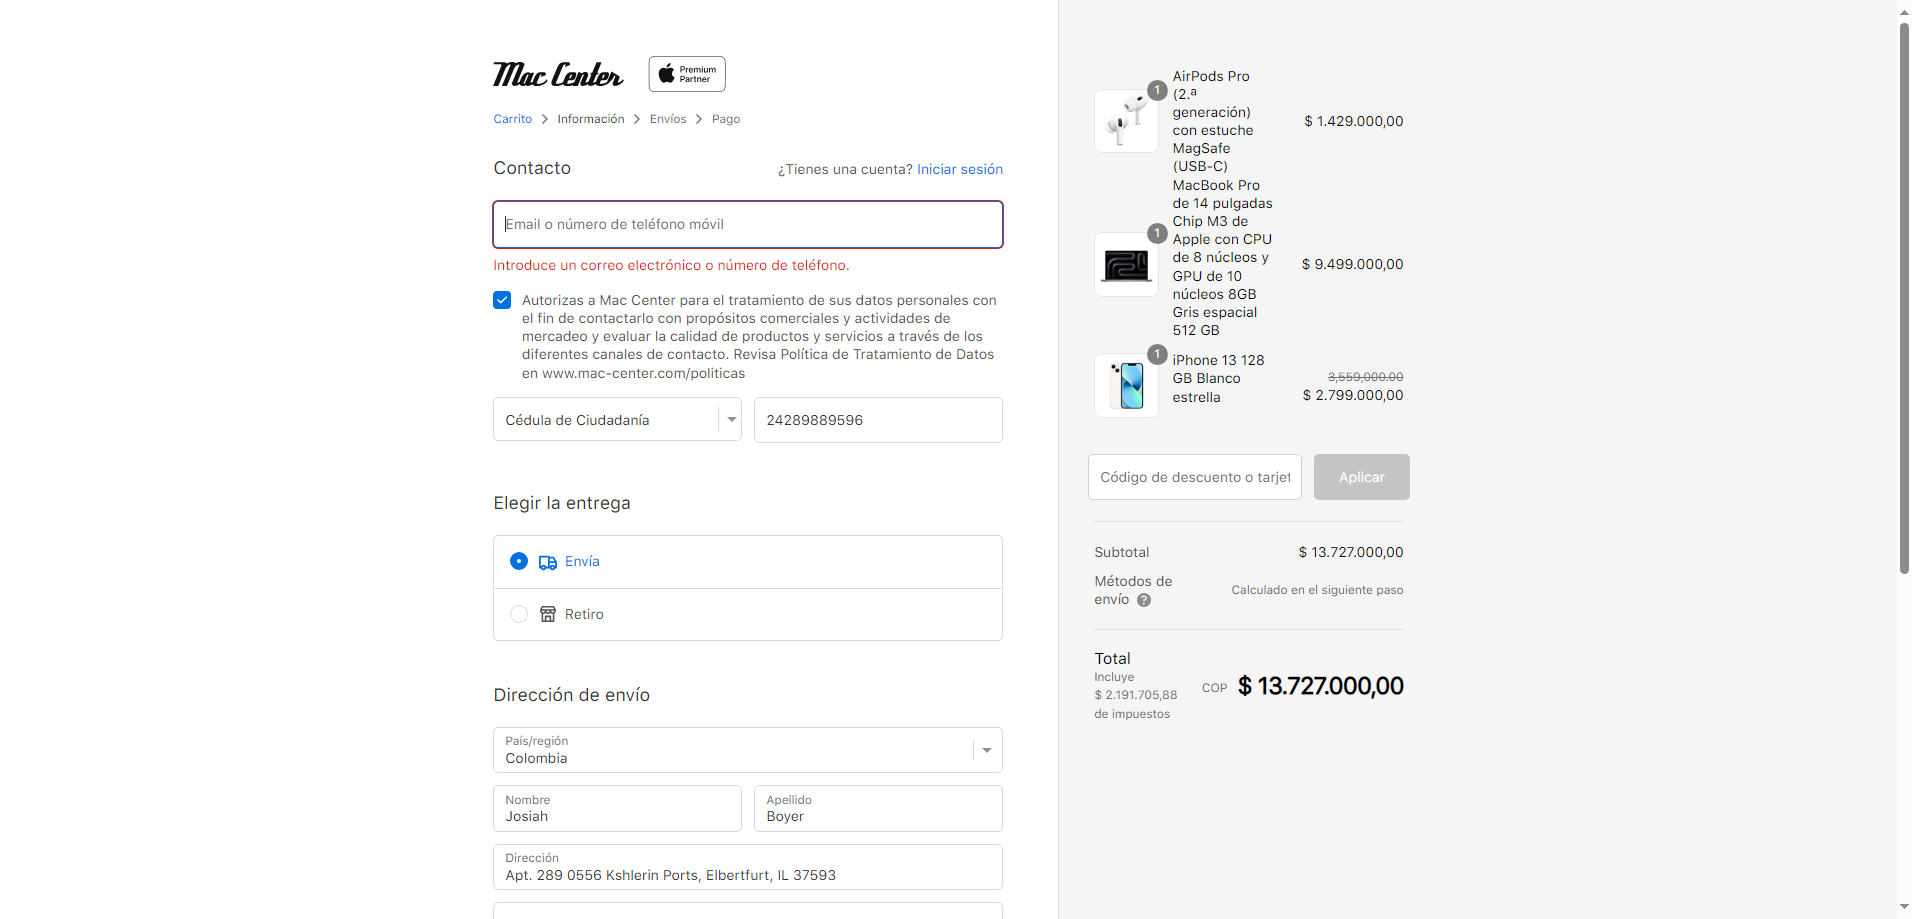 Mac Center
Premium
Partner
Carrito > Información > Envíos > Pago
Contacto
¿Tienes una cuenta? Iniciar sesión
Email o número de teléfono móvil
Introduce un correo electrónico o número de teléfono.
Autorizas a Mac Center para el tratamiento de sus datos personales con
el fin de contactarlo con propósitos comerciales y actividades de
mercadeo y evaluar la calidad de productos y servicios a través de los
diferentes canales de contacto. Revisa Política de Tratamiento de Datos
en www.mac-center.com/politicas
Cédula de Ciudadanía
24289889596
Elegir la entrega
Envía
Retiro
Dirección de envío
País/región
Colombia
Nombre
Josiah
Apellido
Boyer
Dirección
Apt. 289 0556 Kshlerin Ports, Elbertfurt, IL 37593
1
AirPods Pro
(2.ª
generación)
con estuche
MagSafe
(USB-C)
$ 1.429.000,00
1
MacBook Pro
de 14 pulgadas
Chip M3 de
Apple con CPU
de 8 núcleos y
GPU de 10
núcleos 8GB
Gris espacial
512 GB
$ 9.499.000,00
1
iPhone 13 128
GB Blanco
estrella
3,559,000.00
$ 2.799.000,00
Código de descuento o tarjet
Aplicar
Subtotal
$ 13.727.000,00
Métodos de
envío ?
Calculado en el siguiente paso
Total
Incluye
$ 2.191.705,88
de impuestos
COP $ 13.727.000,00